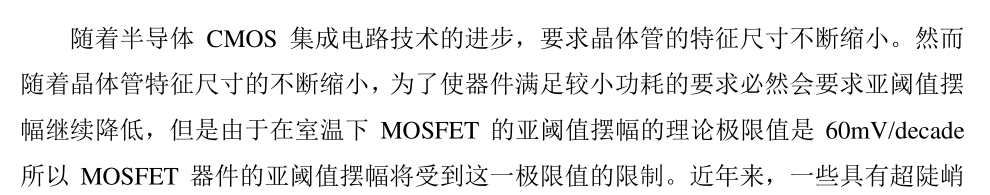 随着半导体 CMOS 集成电路技术的进步，要求晶体管的特征尺寸不断缩小。然而
随着晶体管特征尺寸的不断缩小，为了使器件满足较小功耗的要求必然会要求亚阈值摆
幅继续降低，但是由于在室温下 MOSFET 的亚阈值摆幅的理论极限值是 60mV/decade
所以 MOSFET 器件的亚阈值摆幅将受到这一极限值的限制。近年来，一些具有超陡峭